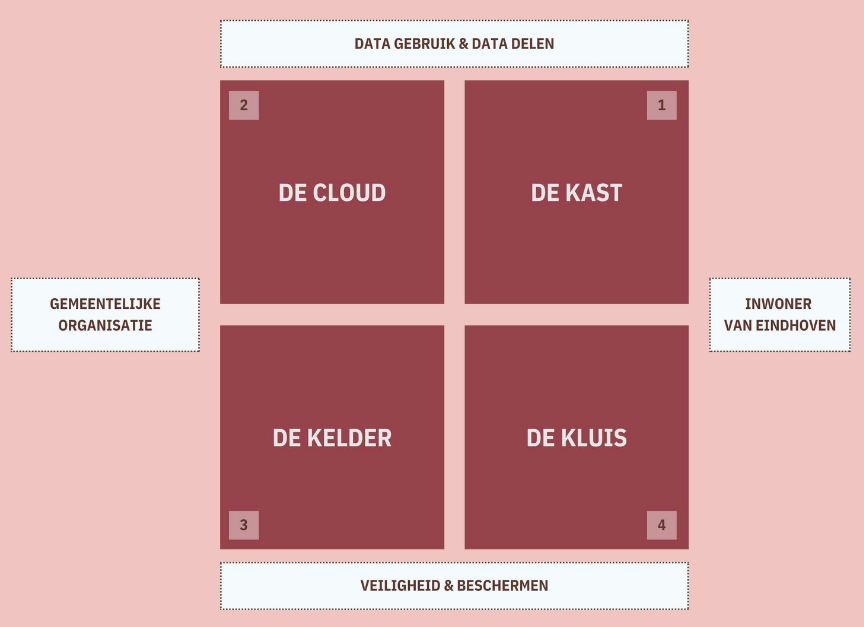 DATA GEBRUIK & DATA DELEN
2
1
DE CLOUD
DE KAST
GEMEENTELIJKE
ORGANISATIE
INWONER
VAN EINDHOVEN
DE KELDER
DE KLUIS
3
4
VEILIGHEID & BESCHERMEN